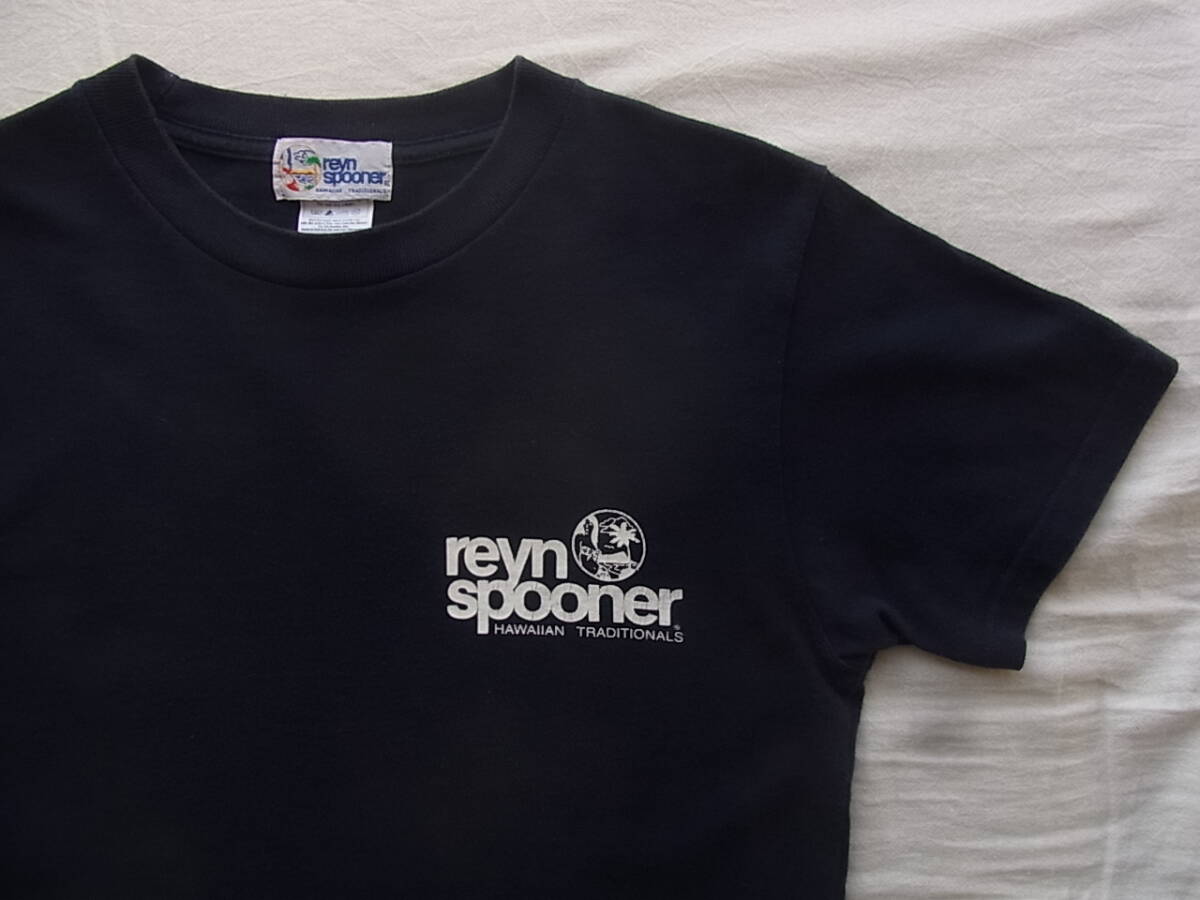 reyn
spooner
HAWAIIAN TRADITIONALS
reyn
spooner
HAWAIIAN TRADITIONALS